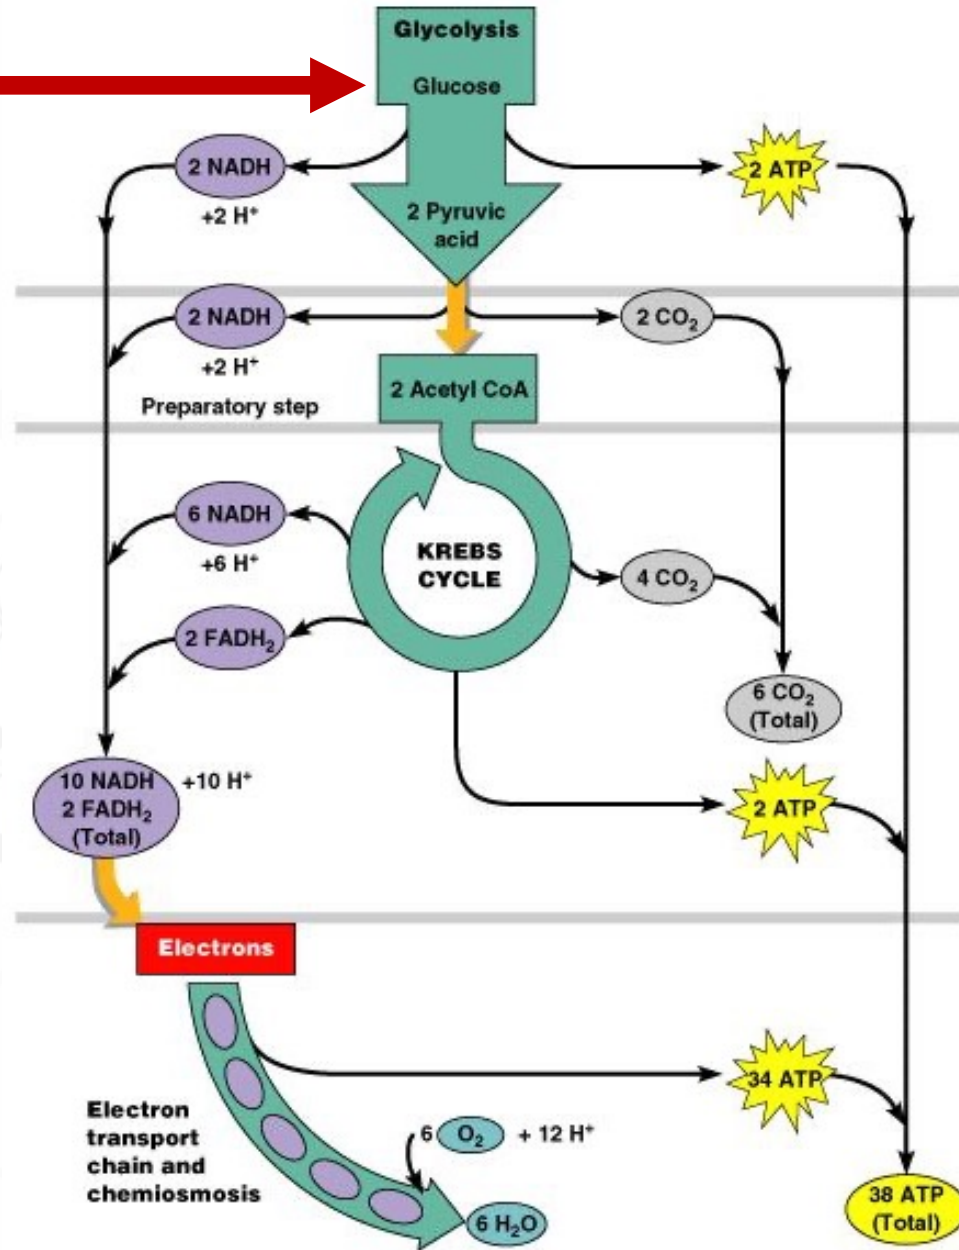 Glycolysis
Glucose
2 NADH
+2 H⁺
2 ATP
2 Pyruvic
acid
2 NADH
+2 H⁺
2 CO₂
2 Acetyl CoA
Preparatory step
6 NADH
+6 H⁺
KREBS
CYCLE
4 CO₂
2 FADH₂
6 CO₂
(Total)
10 NADH
2 FADH₂
(Total)
+10 H⁺
2 ATP
Electrons
34 ATP
Electron
transport
chain and
chemiosmosis
6 O₂ + 12 H⁺
6 H₂O
38 ATP
(Total)